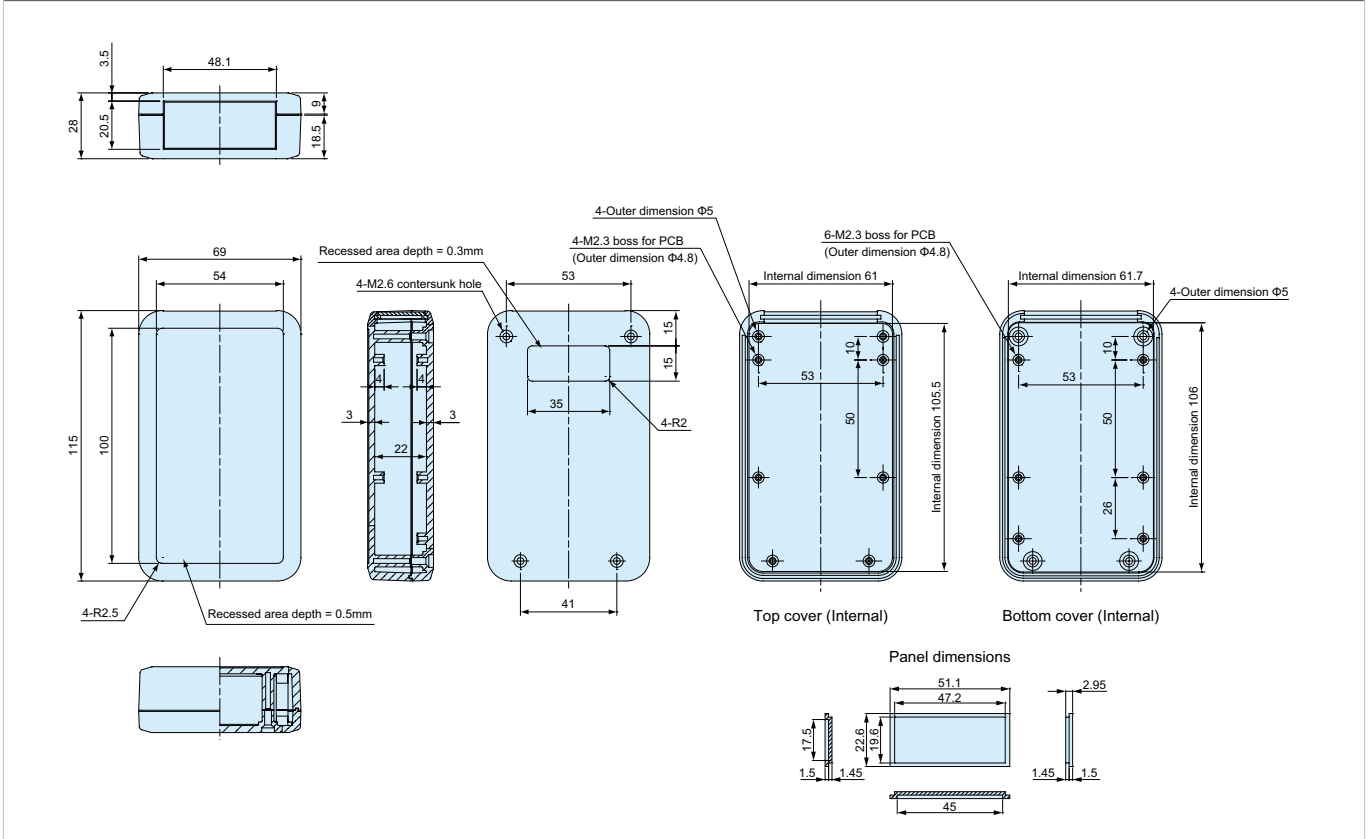 48.1
3.5
28
20.5
9
18.5
4-Outer dimension Φ5
4-M2.3 boss for PCB
(Outer dimension Φ4.8)
6-M2.3 boss for PCB
(Outer dimension Φ4.8)
Recessed area depth = 0.3mm
4-M2.6 contersunk hole
69
54
53
Internal dimension 61
Internal dimension 61.7
4-Outer dimension Φ5
115
100
4
4
3
3
22
15
15
35
4-R2
10
53
50
Internal dimension 105.5
10
53
50
26
Internal dimension 106
4-R2.5
Recessed area depth = 0.5mm
41
Top cover (Internal)
Bottom cover (Internal)
Panel dimensions
51.1
47.2
2.95
17.5
22.6
19.6
1.5
1.45
1.45
1.5
45